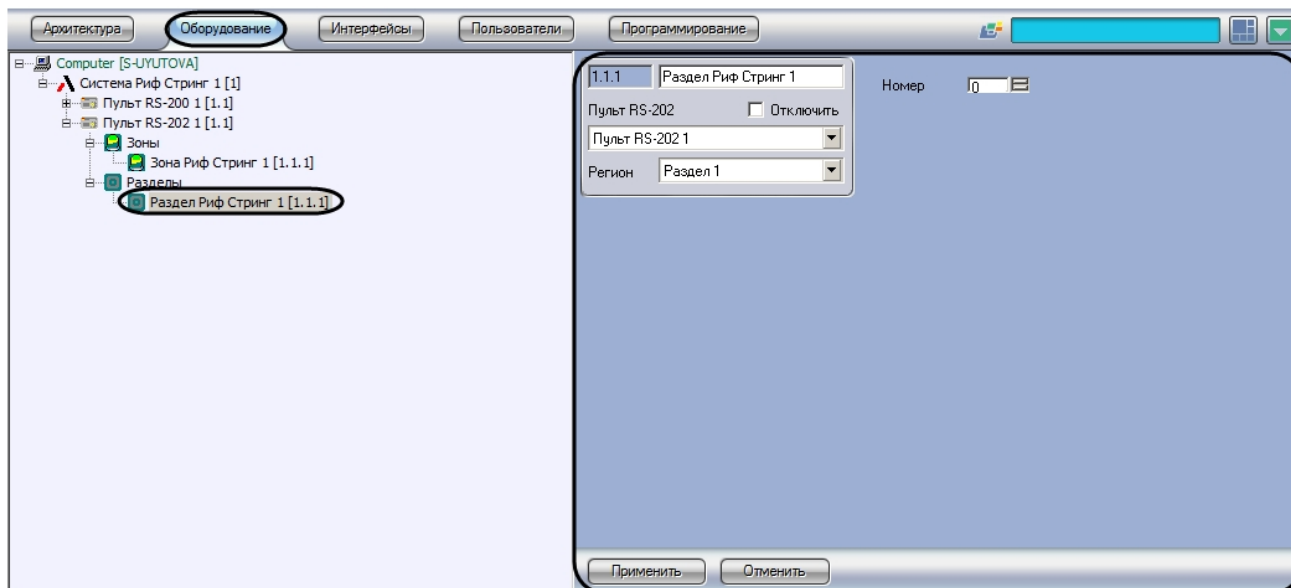 Архитектура Оборудование Интерфейсы Пользователи Программирование
Computer [S-UYUTOVA]
Система Риф Стринг 1 [1]
Пульт RS-200 1 [1.1]
Пульт RS-202 1 [1.1]
Зоны
Зона Риф Стринг 1 [1.1.1]
Разделы
Раздел Риф Стринг 1 [1.1.1]
1.1.1 Раздел Риф Стринг 1
Пульт RS-202 Отключить
Пульт RS-202 1
Регион Раздел 1
Номер 0
Применить Отменить